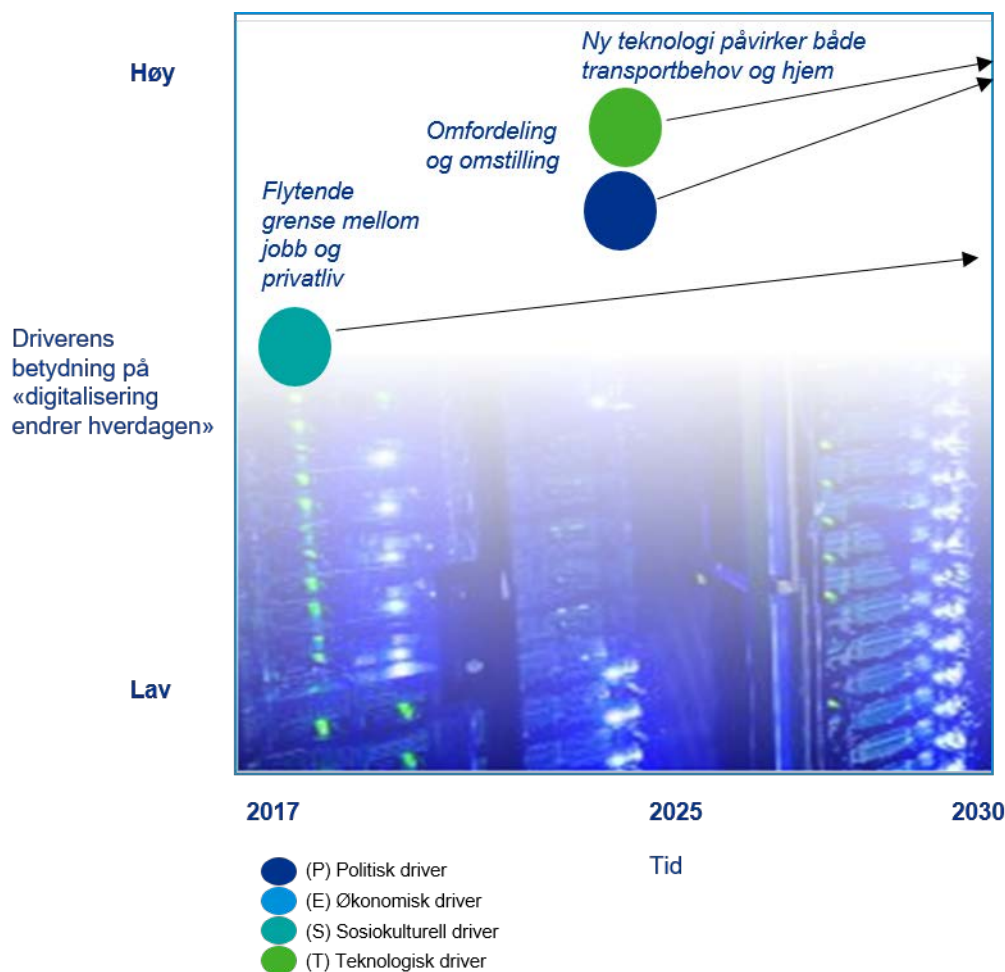 Ny teknologi påvirker både
transportbehov og hjem
Høy
Omfordeling
og omstilling
Flytende
grense mellom
jobb og
privatliv
Driverens
betydning på
«digitalisering
endrer hverdagen»
Lav
2017
2025
2030
Tid
(P) Politisk driver
(E) Økonomisk driver
(S) Sosiokulturell driver
(T) Teknologisk driver